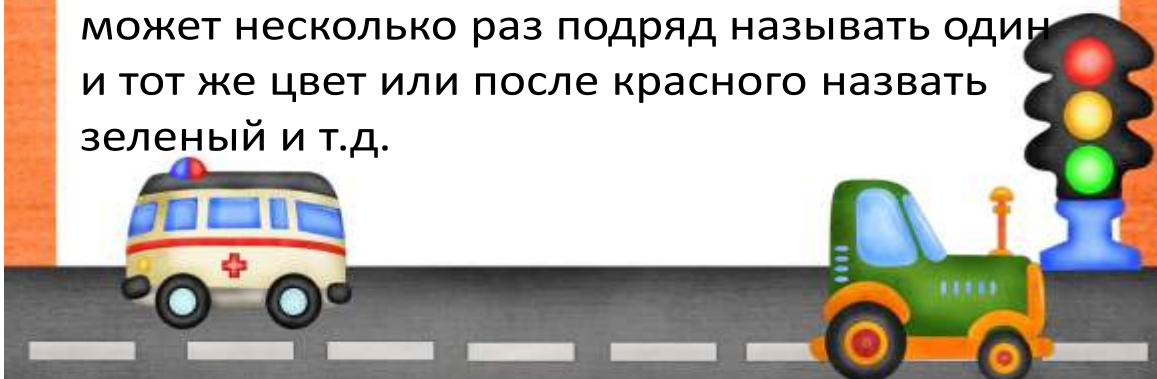 может несколько раз подряд называть один
и тот же цвет или после красного назвать
зеленый и т.д.